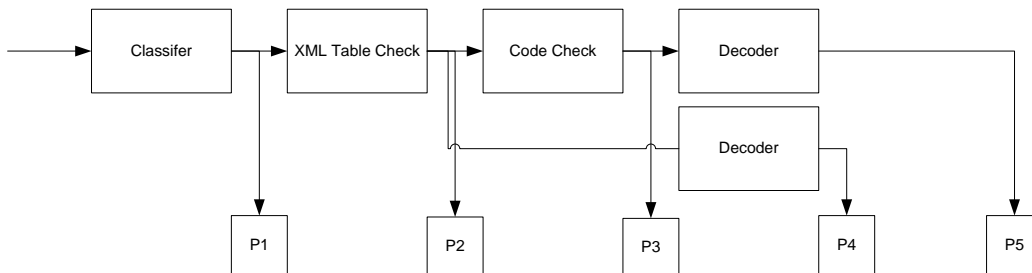 Classifer
XML Table Check
Code Check
Decoder
Decoder
P1
P2
P3
P4
P5